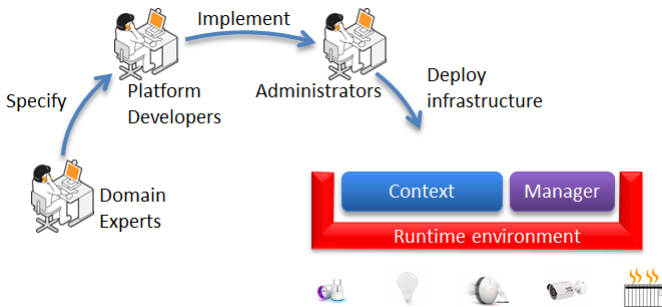 Implement
Specify
Platform
Developers
Administrators
Deploy
infrastructure
Domain
Experts
Context
Manager
Runtime environment